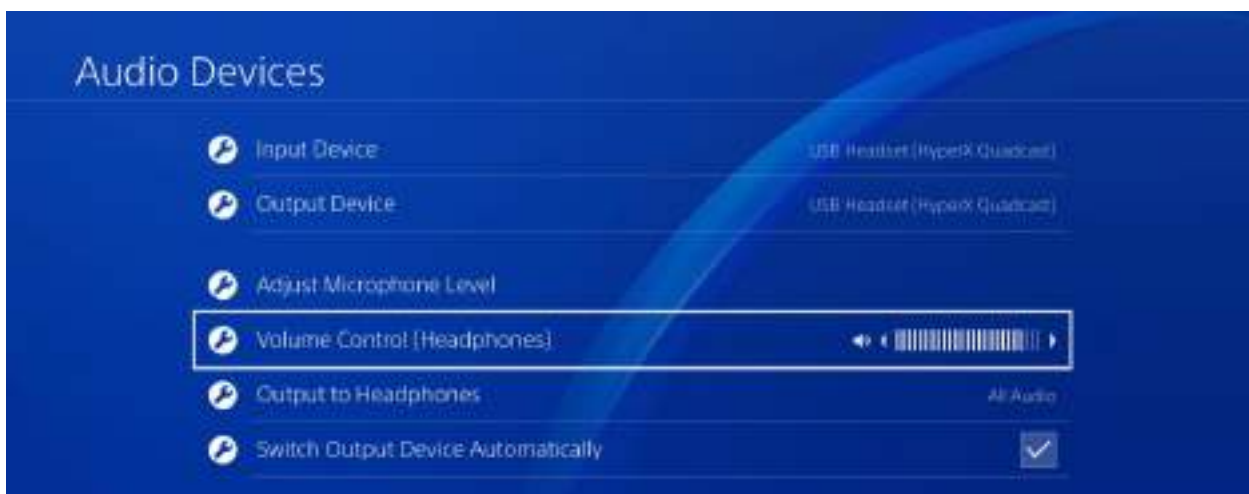 Audio Devices
Input Device
USB Headset (HyperX Quadcast)
Output Device
USB Headset (HyperX Quadcast)
Adjust Microphone Level
Volume Control (Headphones)
Output to Headphones
All Audio
Switch Output Device Automatically